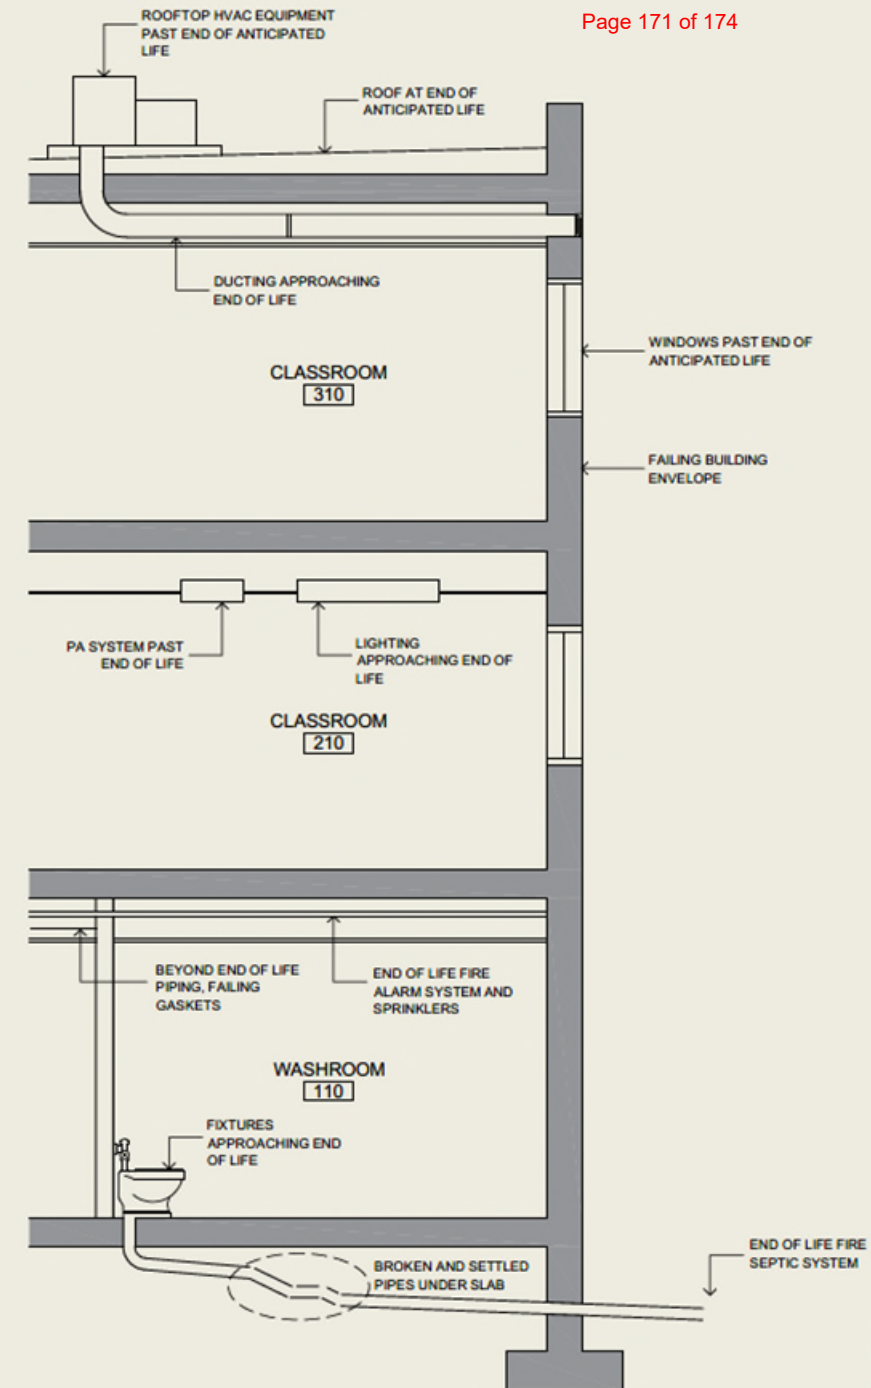 ROOFTOP HVAC EQUIPMENT
PAST END OF ANTICIPATED
LIFE
Page 171 of 174
ROOF AT END OF
ANTICIPATED LIFE
DUCTING APPROACHING
END OF LIFE
WINDOWS PAST END OF
ANTICIPATED LIFE
CLASSROOM
310
FAILING BUILDING
ENVELOPE
PA SYSTEM PAST
END OF LIFE
LIGHTING
APPROACHING END OF
LIFE
CLASSROOM
210
BEYOND END OF LIFE
PIPING, FAILING
GASKETS
END OF LIFE FIRE
ALARM SYSTEM AND
SPRINKLERS
WASHROOM
110
FIXTURES
APPROACHING END
OF LIFE
BROKEN AND SETTLED
PIPES UNDER SLAB
END OF LIFE FIRE
SEPTIC SYSTEM